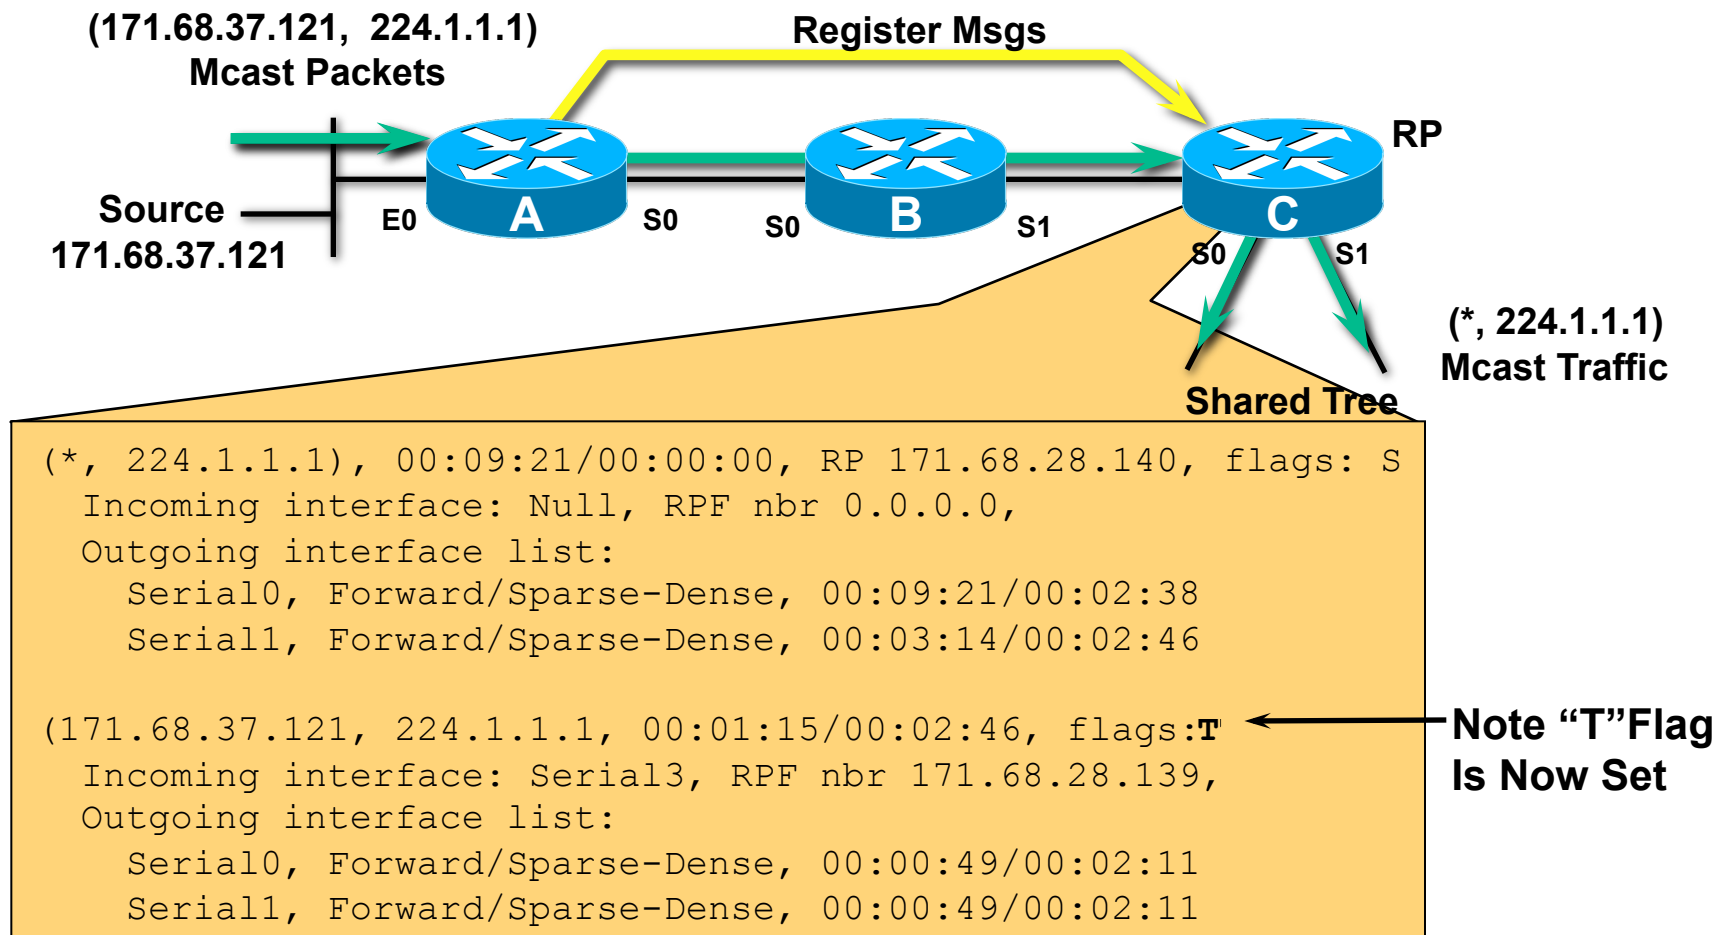 (171.68.37.121, 224.1.1.1)
Mcast Packets
Register Msgs
RP
Source
171.68.37.121
E0
A
S0
S0
B
S1
C
S0
S1
(*, 224.1.1.1)
Mcast Traffic
Shared Tree
(*, 224.1.1.1), 00:09:21/00:00:00, RP 171.68.28.140, flags: S
Incoming interface: Null, RPF nbr 0.0.0.0,
Outgoing interface list:
Serial0, Forward/Sparse-Dense, 00:09:21/00:02:38
Serial1, Forward/Sparse-Dense, 00:03:14/00:02:46
(171.68.37.121, 224.1.1.1, 00:01:15/00:02:46, flags:T
Incoming interface: Serial3, RPF nbr 171.68.28.139,
Outgoing interface list:
Serial0, Forward/Sparse-Dense, 00:00:49/00:02:11
Serial1, Forward/Sparse-Dense, 00:00:49/00:02:11
Note “T”Flag
Is Now Set